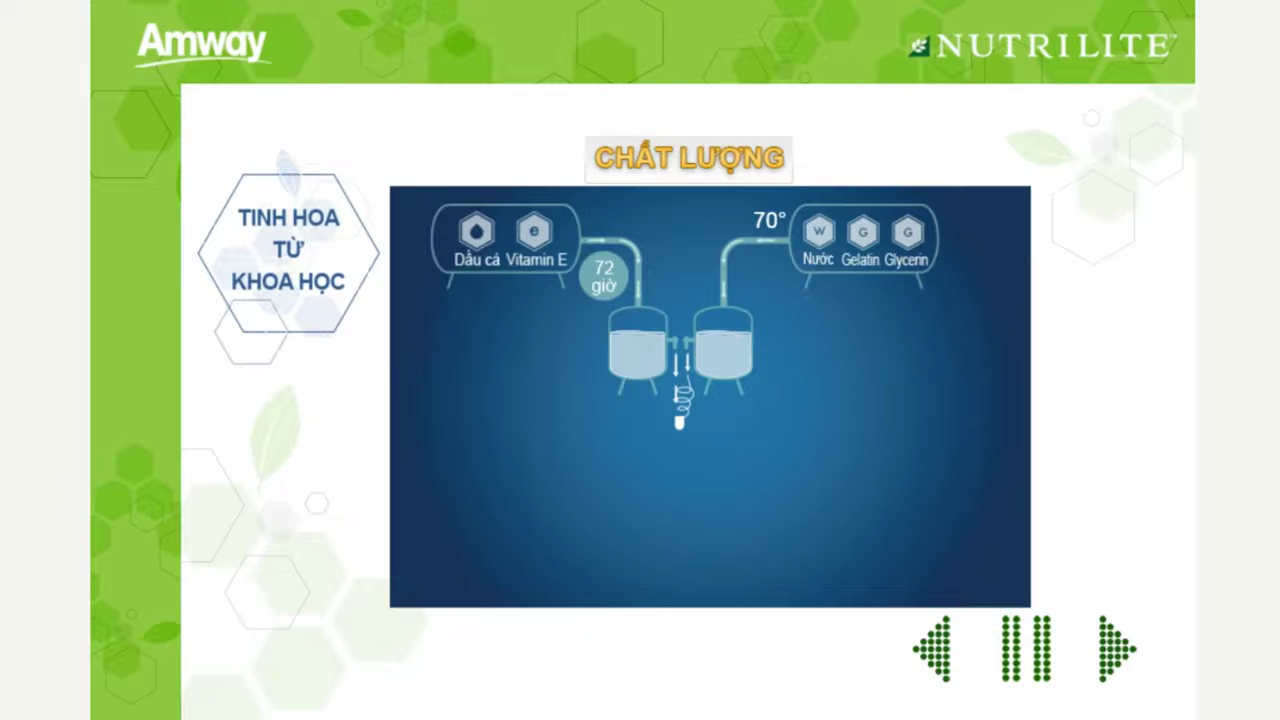 Amway
NUTRILITE
CHẤT LƯỢNG
TINH HOA
TỪ
KHOA HỌC
Dầu cá Vitamin E
72
giờ
70°
W G G
Nước Gelatin Glycerin
e